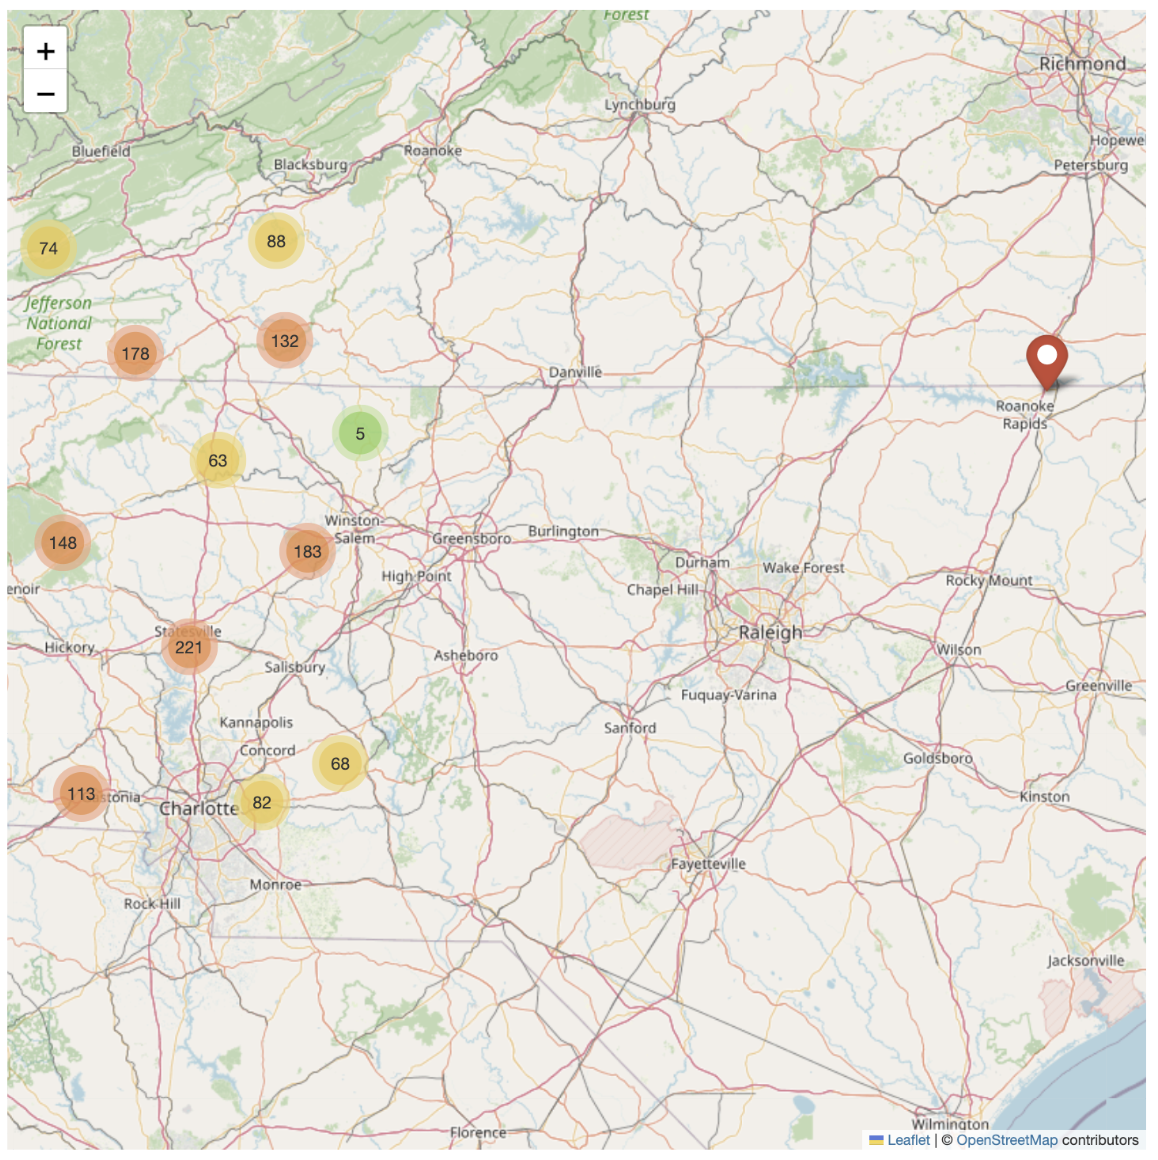 Forest
+
Richmond
−
Lynchburg
Hopewe
Bluefield
Blacksburg
Roanoke
Petersburg
74
88
Jefferson
National
Forest
178
132
Danville
Roanoke
Rapids
5
63
Winston-
Salem
Greensboro
Burlington
148
183
High Point
Durham
Wake Forest
Chapel Hill
Rocky Mount
enoir
Statesville
Raleigh
Hickory
221
Salisbury
Asheboro
Wilson
Greenville
Fuquay-Varina
Kannapolis
Sanford
Concord
68
Goldsboro
113
stonia
Charlotte
82
Kinston
Fayetteville
Monroe
Rock Hill
Jacksonville
Florence
Wilmington
Leaflet | © OpenStreetMap contributors